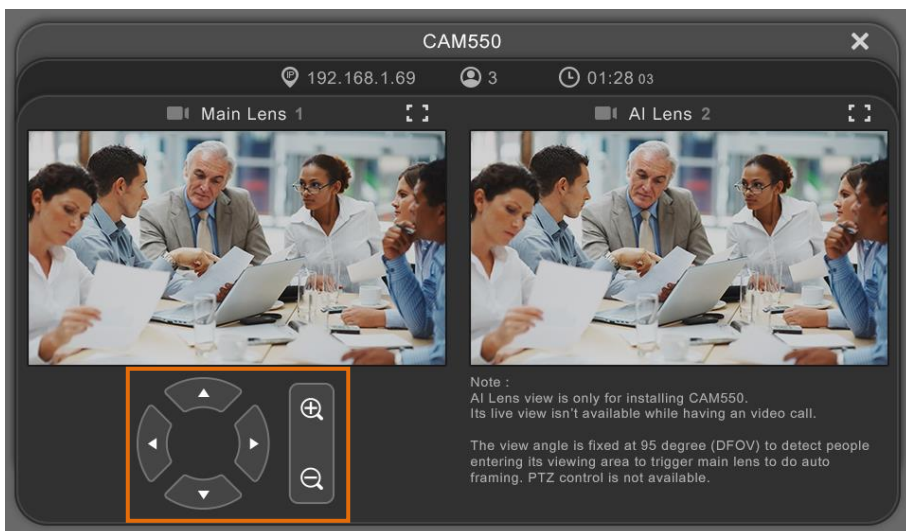 CAM550
192.168.1.69 3 01:28 03
Main Lens 1
AI Lens 2
Note :
AI Lens view is only for installing CAM550.
Its live view isn't available while having an video call.
The view angle is fixed at 95 degree (DFOV) to detect people
entering its viewing area to trigger main lens to do auto
framing. PTZ control is not available.